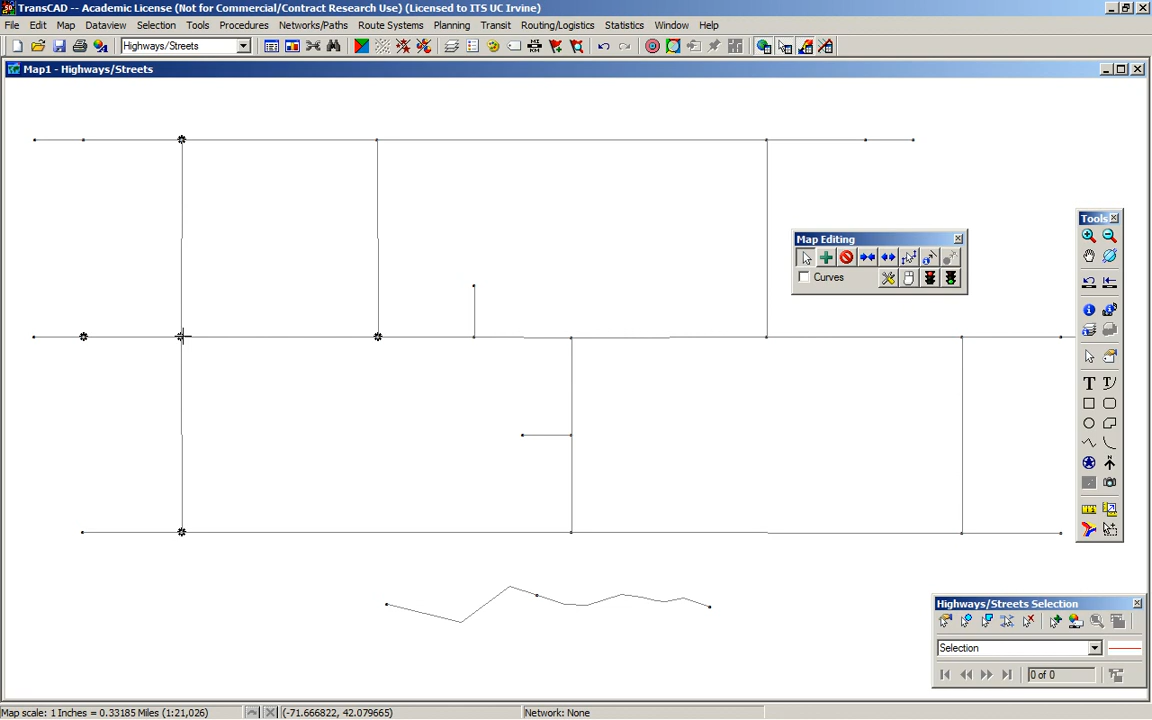 TransCAD -- Academic License (Not for Commercial/Contract Research Use) (Licensed to ITS UC Irvine)
File Edit Map Dataview Selection Tools Procedures Networks/Paths Route Systems Planning Transit Routing/Logistics Statistics Window Help
Highways/Streets
Map1 - Highways/Streets
Tools
Map Editing
Curves
Highways/Streets Selection
Selection
0 of 0
Map scale: 1 Inches = 0.33185 Miles (1:21,026)
(-71.666822, 42.079665)
Network: None